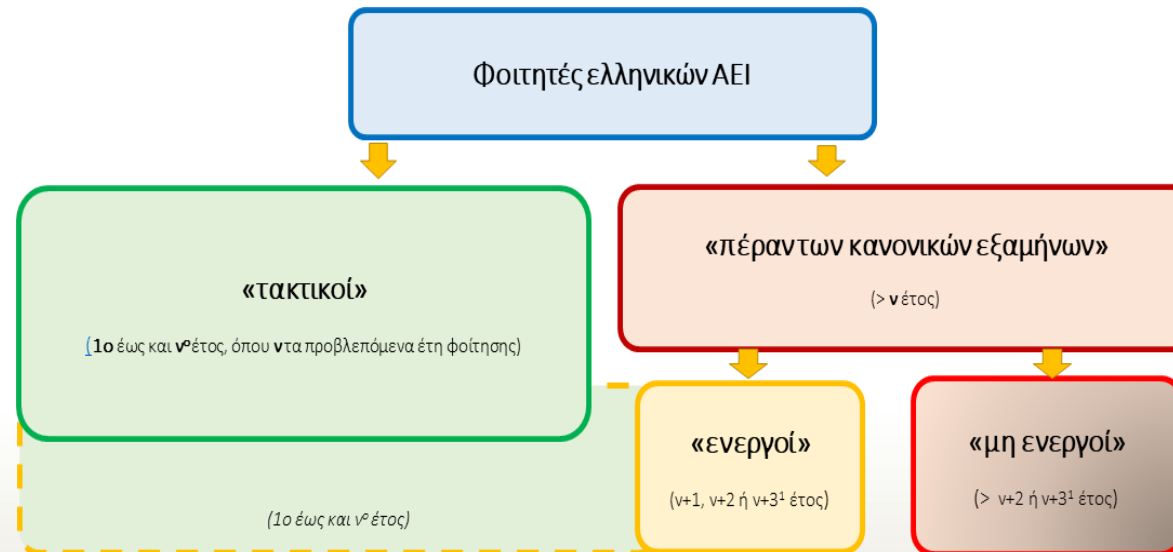 Φοιτητές ελληνικών ΑΕΙ
«τακτικοί»
(1ο έως και νο έτος, όπου ν τα προβλεπόμενα έτη φοίτησης)
«πέραν των κανονικών εξαμήνων»
(> ν έτος)
«ενεργοί»
(ν+1, ν+2 ή ν+3¹ έτος)
«μη ενεργοί»
(> ν+2 ή ν+3¹ έτος)
(1ο έως και νο έτος)